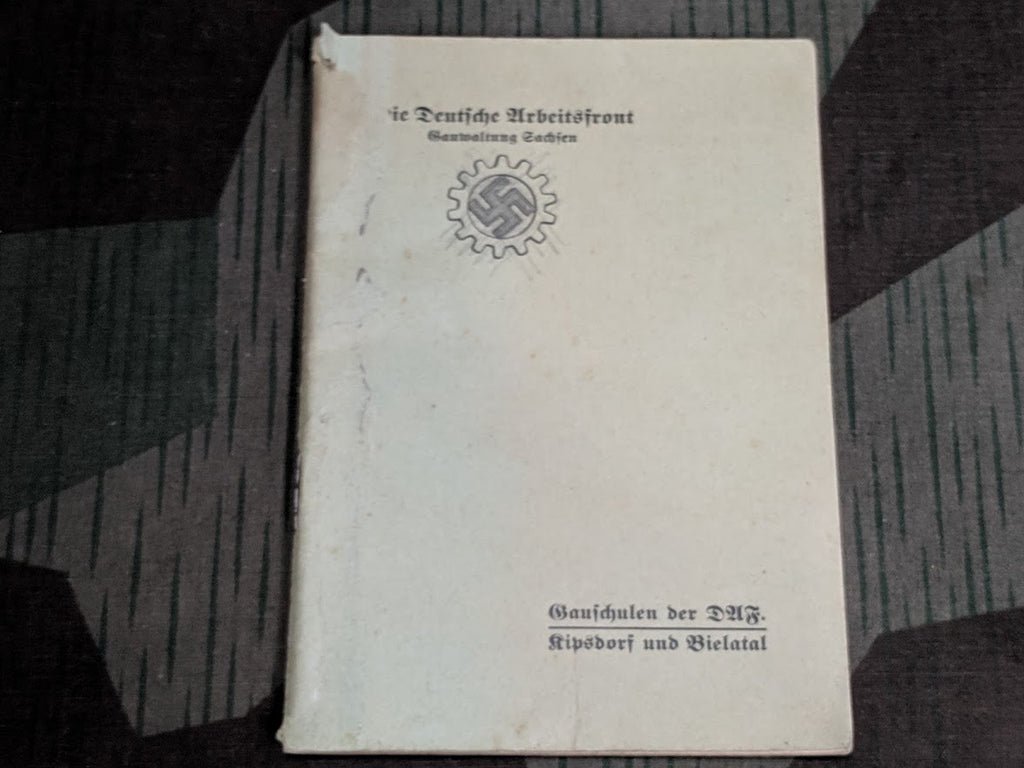 ie Deutsche Arbeitsfront
Gauwaltung Sachsen
Gauschulen der DAF.
Kipsdorf und Bielatal